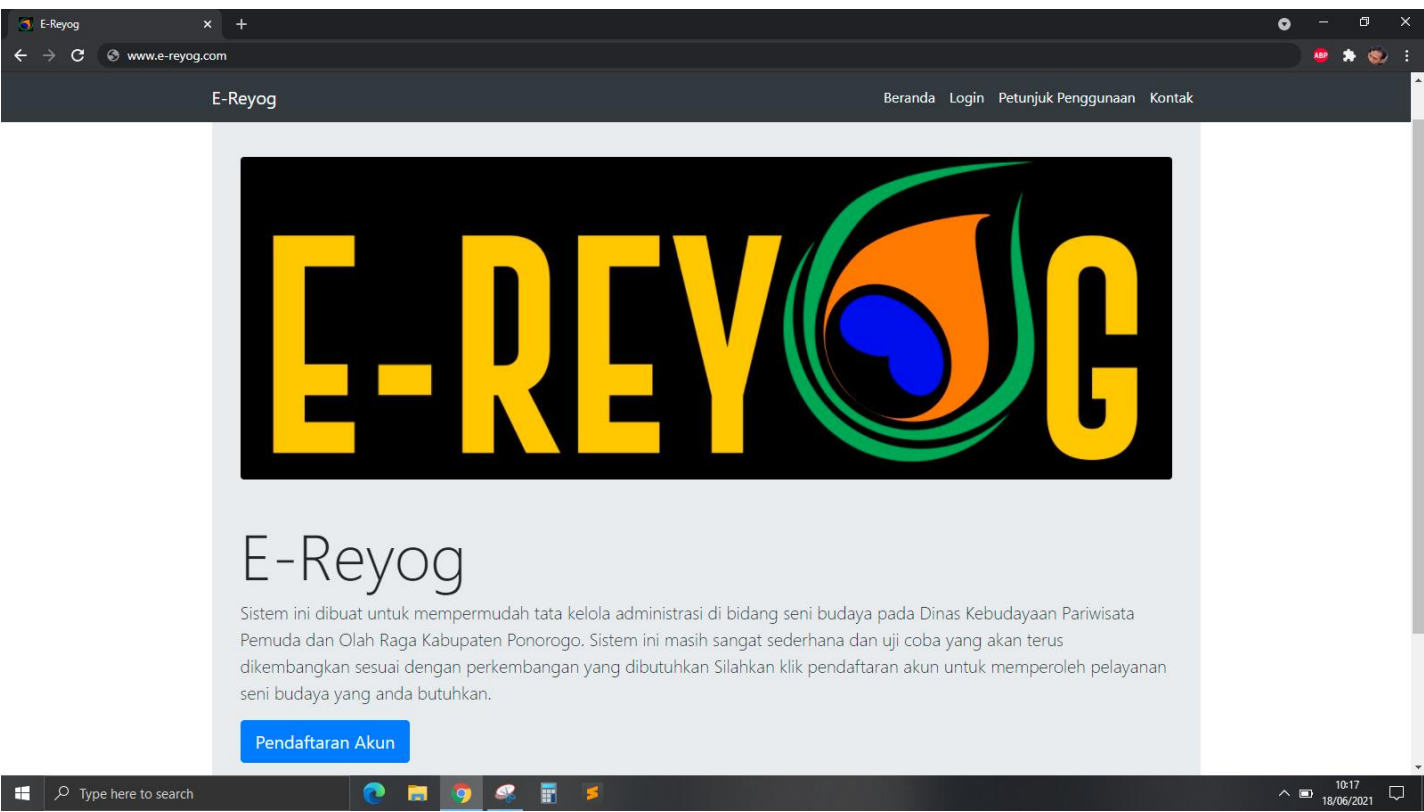 E-Reyog
www.e-reyog.com
ABP
E-Reyog
Beranda Login Petunjuk Penggunaan Kontak
E-REYOG
E-Reyog
Sistem ini dibuat untuk mempermudah tata kelola administrasi di bidang seni budaya pada Dinas Kebudayaan Pariwisata
Pemuda dan Olah Raga Kabupaten Ponorogo. Sistem ini masih sangat sederhana dan uji coba yang akan terus
dikembangkan sesuai dengan perkembangan yang dibutuhkan Silahkan klik pendaftaran akun untuk memperoleh pelayanan
seni budaya yang anda butuhkan.
Pendaftaran Akun
Type here to search
10:17
18/06/2021